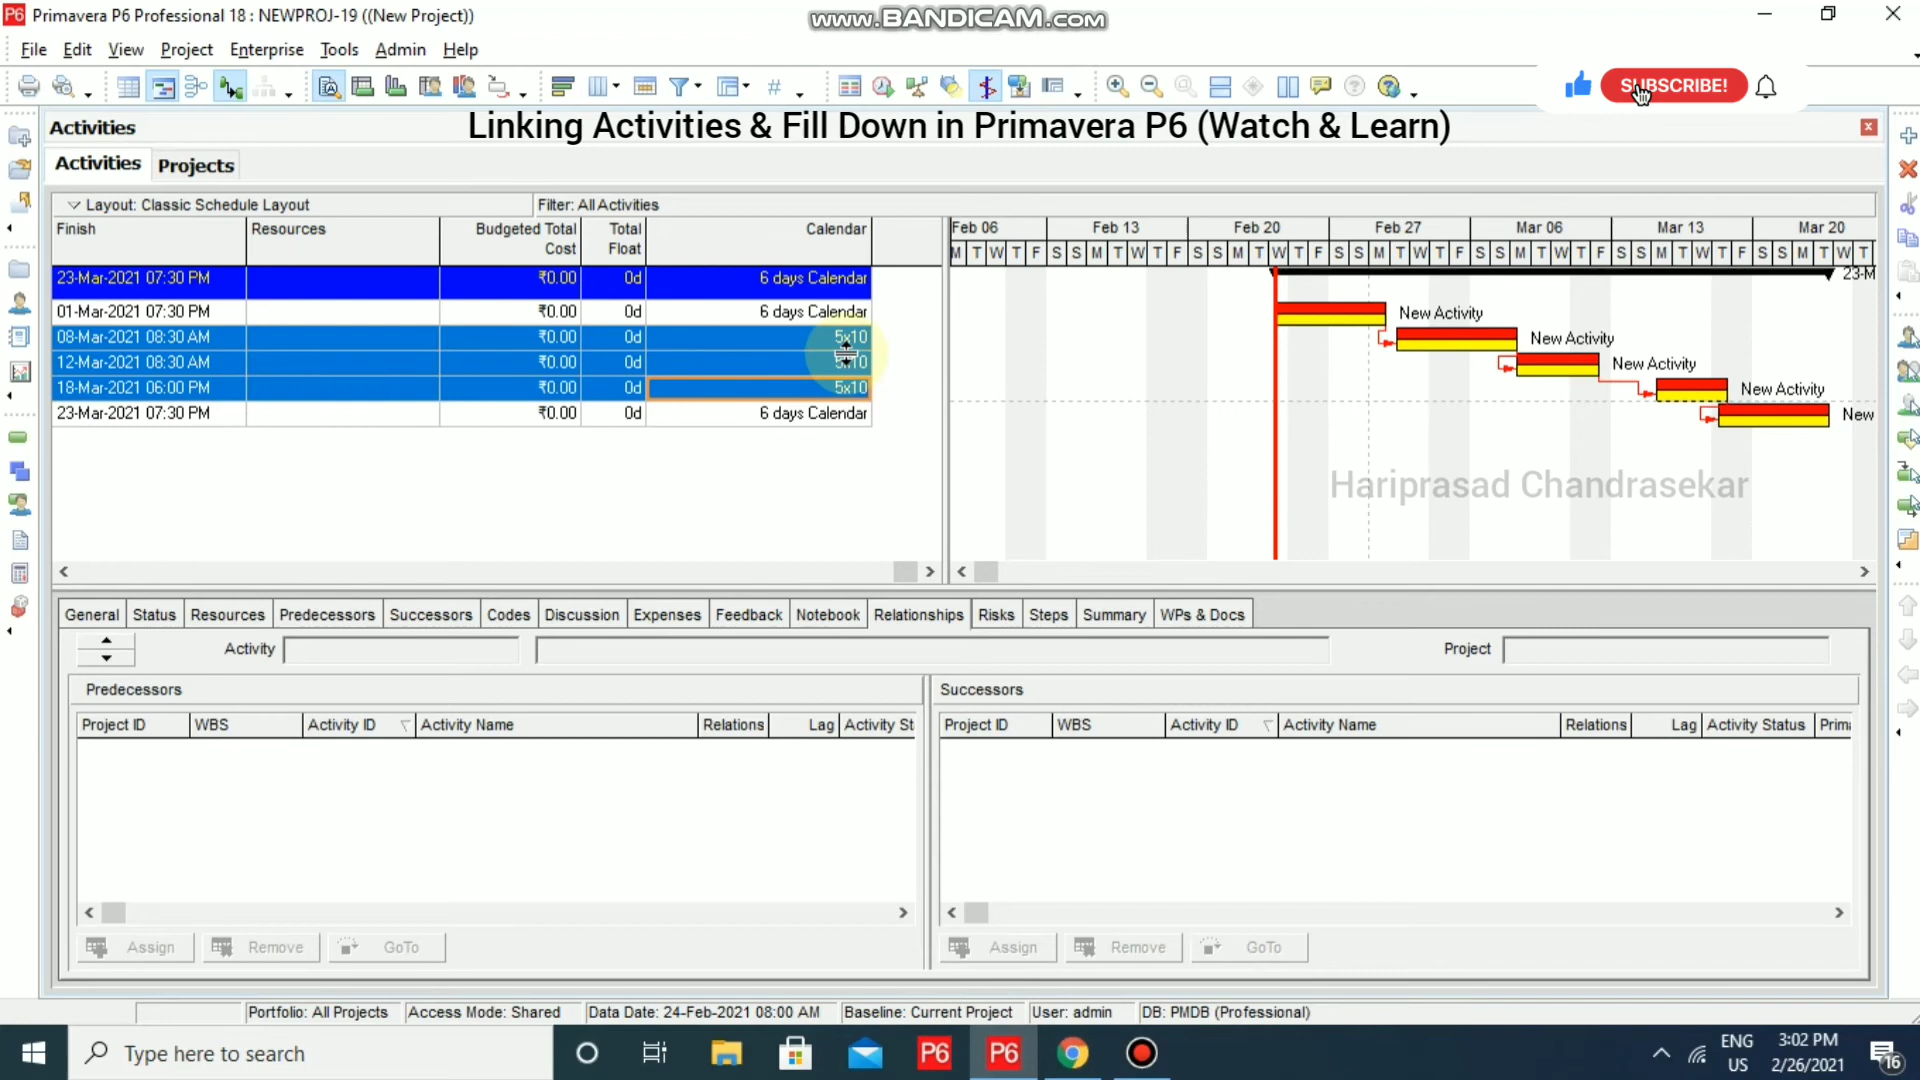 Primavera P6 Professional 18 : NEWPROJ-19 ((New Project))
www.BANDICAM.com
File Edit View Project Enterprise Tools Admin Help
SUBSCRIBE!
Activities
Linking Activities & Fill Down in Primavera P6 (Watch & Learn)
Activities Projects
Layout: Classic Schedule Layout Filter: All Activities
Finish Resources Budgeted Total Cost Total Float Calendar
Feb 06 Feb 13 Feb 20 Feb 27 Mar 06 Mar 13 Mar 20
M T W T F S S M T W T F S S M T W T F S S M T W T F S S M T W T F S S M T W T F S S M T W T
23-Mar-2021 07:30 PM ₹0.00 0d 6 days Calendar 23-M
01-Mar-2021 07:30 PM ₹0.00 0d 6 days Calendar New Activity
08-Mar-2021 08:30 AM ₹0.00 0d 5x10 New Activity
12-Mar-2021 08:30 AM ₹0.00 0d 5x10 New Activity
18-Mar-2021 06:00 PM ₹0.00 0d 5x10 New Activity
23-Mar-2021 07:30 PM ₹0.00 0d 6 days Calendar New
Hariprasad Chandrasekar
General Status Resources Predecessors Successors Codes Discussion Expenses Feedback Notebook Relationships Risks Steps Summary WPs & Docs
Activity Project
Predecessors Successors
Project ID WBS Activity ID Activity Name Relations Lag Activity St Project ID WBS Activity ID Activity Name Relations Lag Activity Status Prim
Assign Remove GoTo Assign Remove GoTo
Portfolio: All Projects Access Mode: Shared Data Date: 24-Feb-2021 08:00 AM Baseline: Current Project User: admin DB: PMDB (Professional)
Type here to search
P6 P6
ENG US
3:02 PM
2/26/2021
16